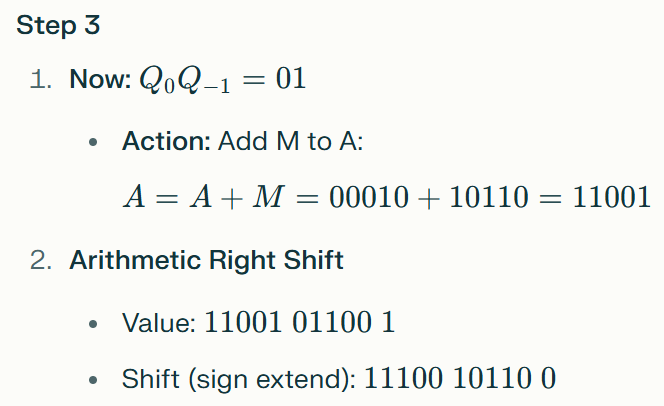 Step 3
1. Now: Q₀Q₋₁ = 01
• Action: Add M to A:
A = A + M = 00010 + 10110 = 11001
2. Arithmetic Right Shift
• Value: 11001 01100 1
• Shift (sign extend): 11100 10110 0